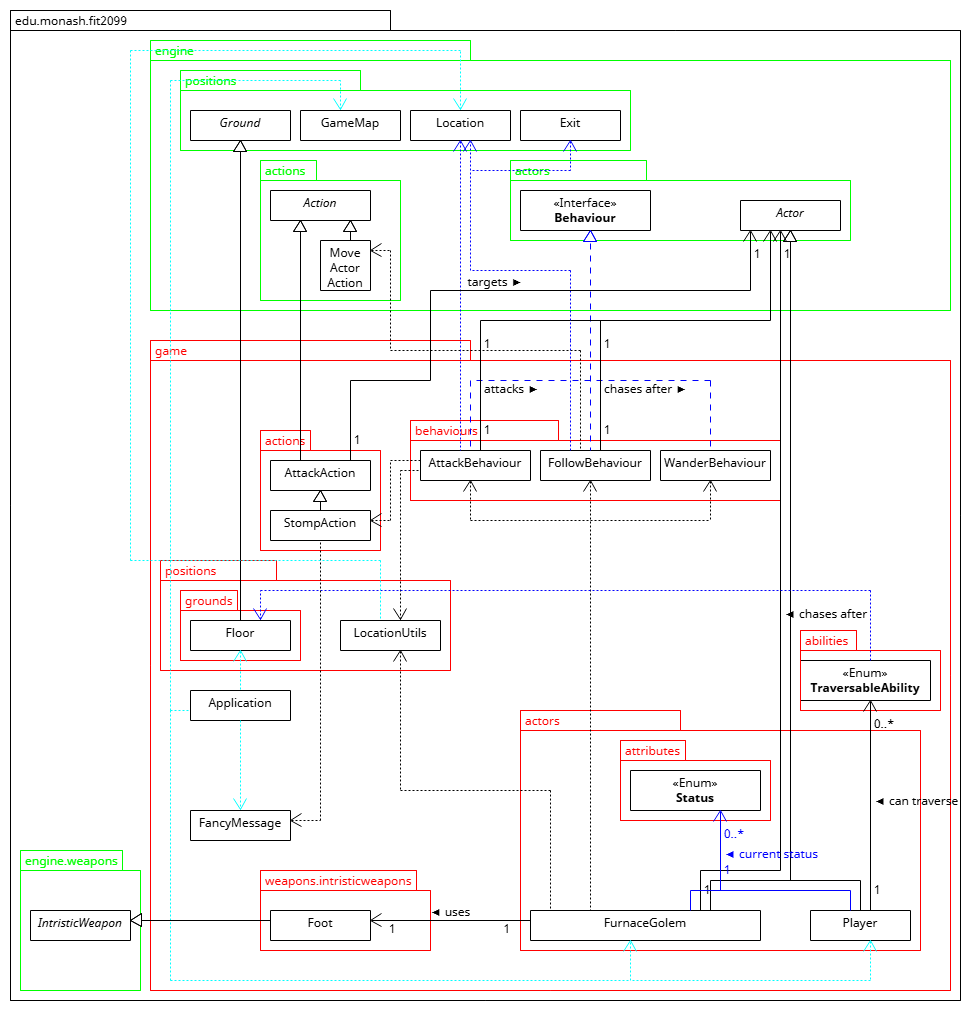 edu.monash.fit2099
engine
positions
Ground
GameMap
Location
Exit
actions
actors
Action
«Interface»
Behaviour
Actor
Move
Actor
Action
1
1
targets ►
1
1
game
attacks ►
chases after ►
behaviours
1
1
1
actions
AttackAction
AttackBehaviour
FollowBehaviour
WanderBehaviour
StompAction
positions
grounds
chases after
◄
Floor
LocationUtils
abilities
«Enum»
TraversableAbility
Application
actors
0..*
attributes
«Enum»
Status
◄ can traverse
FancyMessage
0..*
engine.weapons
◄ current status
1
weapons.intristicweapons
1
1
◄ uses
IntristicWeapon
Foot
1
1
FurnaceGolem
Player